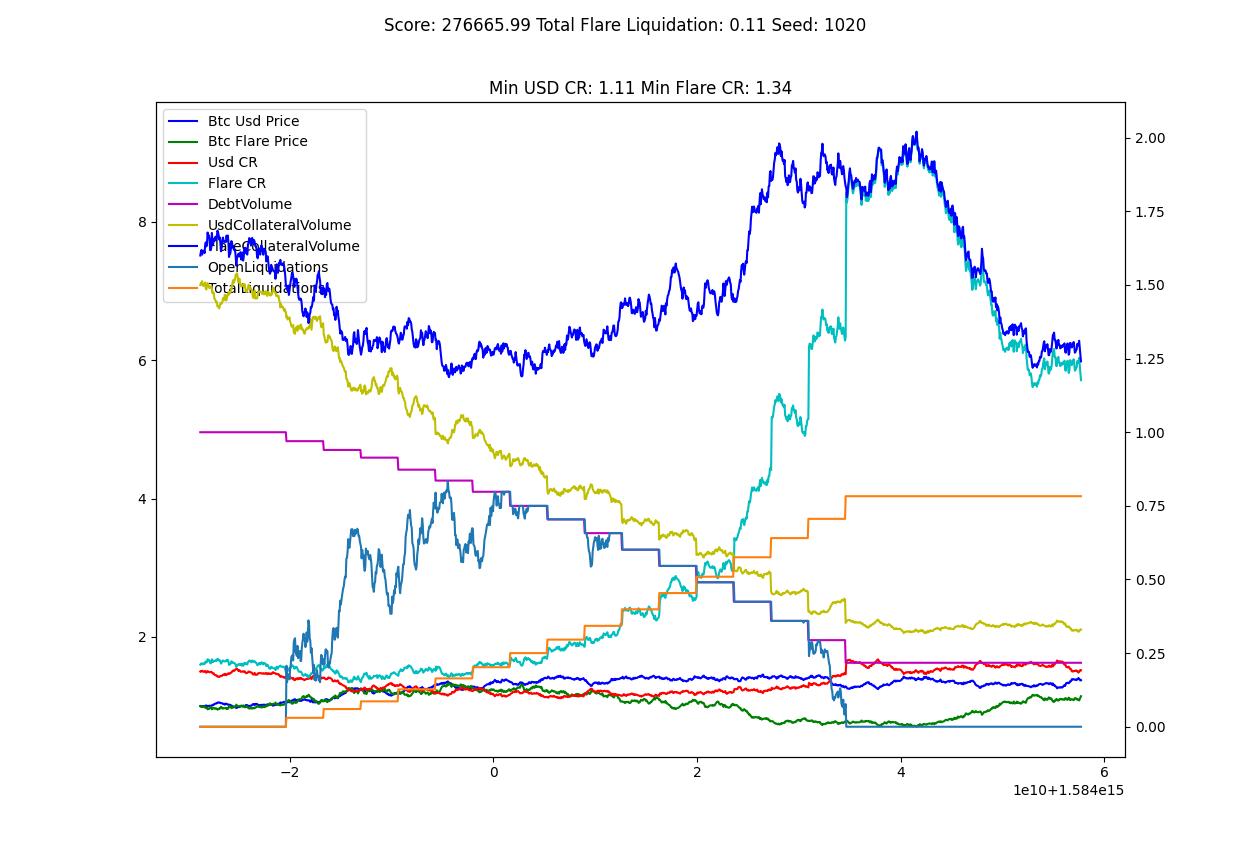 Score: 276665.99 Total Flare Liquidation: 0.11 Seed: 1020
Min USD CR: 1.11 Min Flare CR: 1.34
Btc Usd Price
Btc Flare Price
Usd CR
Flare CR
DebtVolume
UsdCollateralVolume
FlareCollateralVolume
OpenLiquidations
TotalLiquidations
8
6
4
2
2.00
1.75
1.50
1.25
1.00
0.75
0.50
0.25
0.00
−2
0
2
4
6
1e10+1.584e15